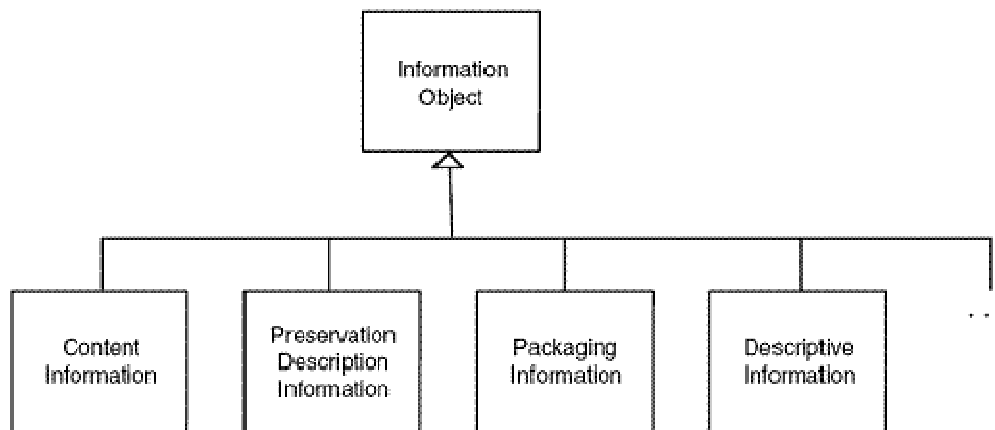 Information
Object
Content
Information
Preservation
Description
Information
Packaging
Information
Descriptive
Information
. .